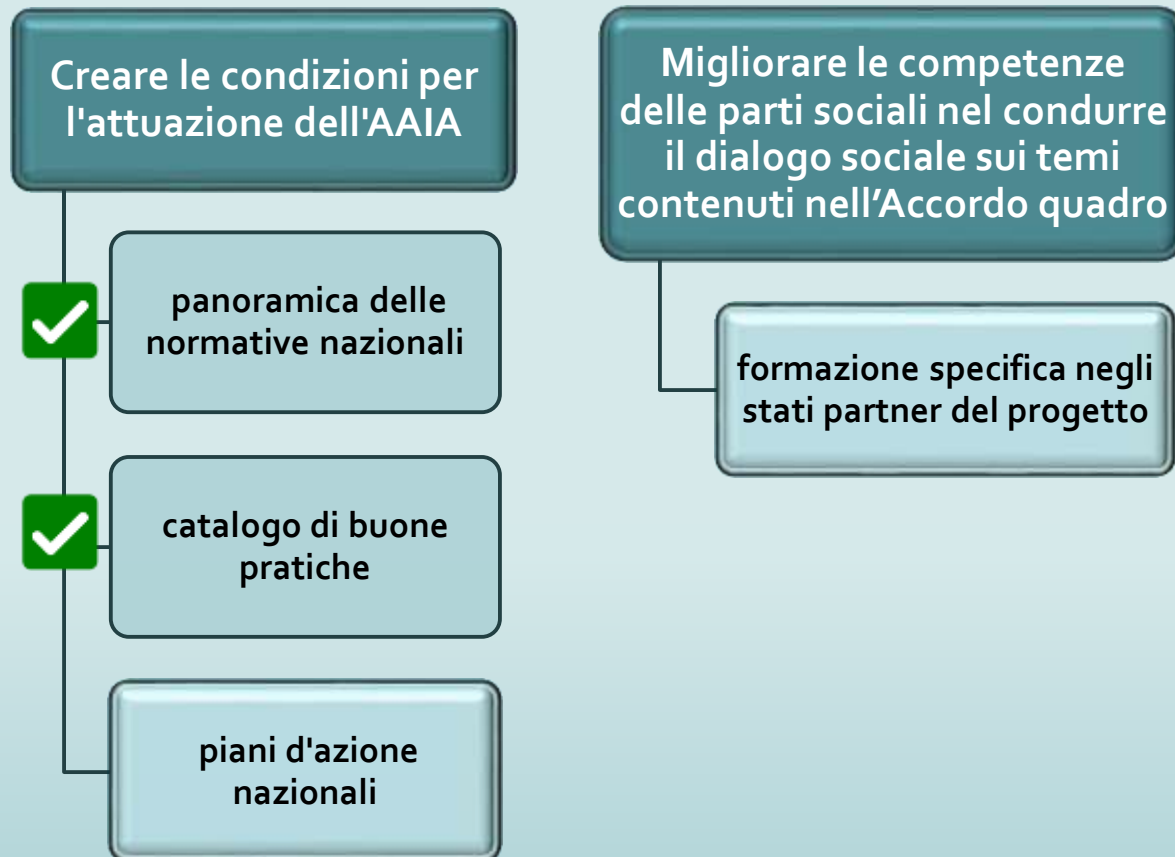 Creare le condizioni per
l'attuazione dell'AAIA
panoramica delle
normative nazionali
catalogo di buone
pratiche
piani d'azione
nazionali
Migliorare le competenze
delle parti sociali nel condurre
il dialogo sociale sui temi
contenuti nell’Accordo quadro
formazione specifica negli
stati partner del progetto